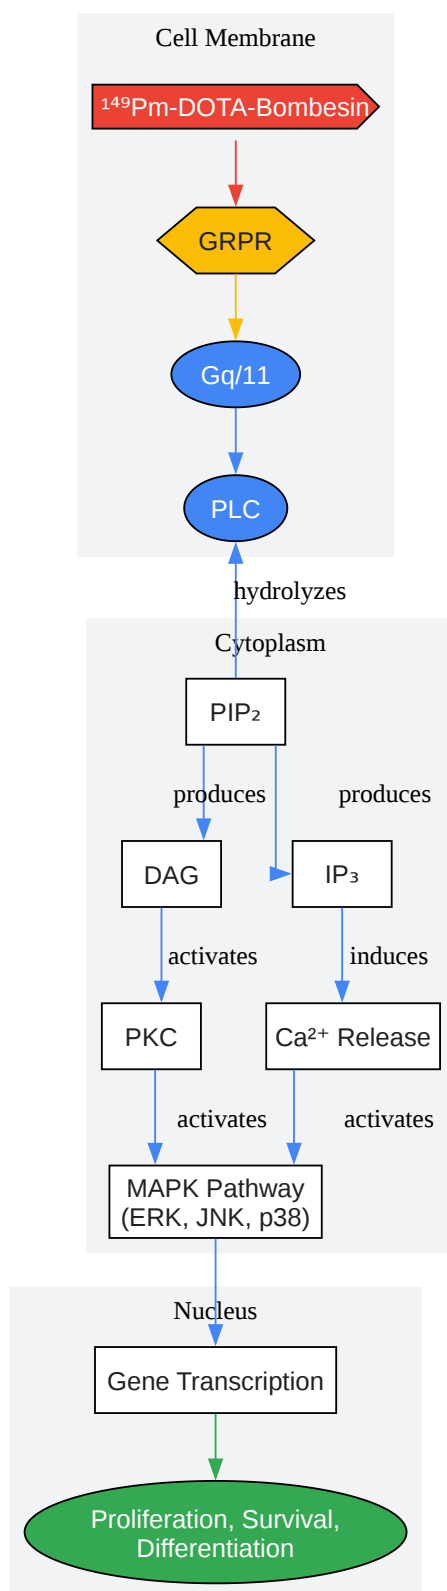 Cell Membrane
¹⁴⁹Pm-DOTA-Bombesin
GRPR
Gq/11
PLC
hydrolyzes
Cytoplasm
PIP₂
produces
produces
DAG
IP₃
activates
induces
PKC
Ca²⁺ Release
activates
activates
MAPK Pathway
(ERK, JNK, p38)
Nucleus
Gene Transcription
Proliferation, Survival,
Differentiation